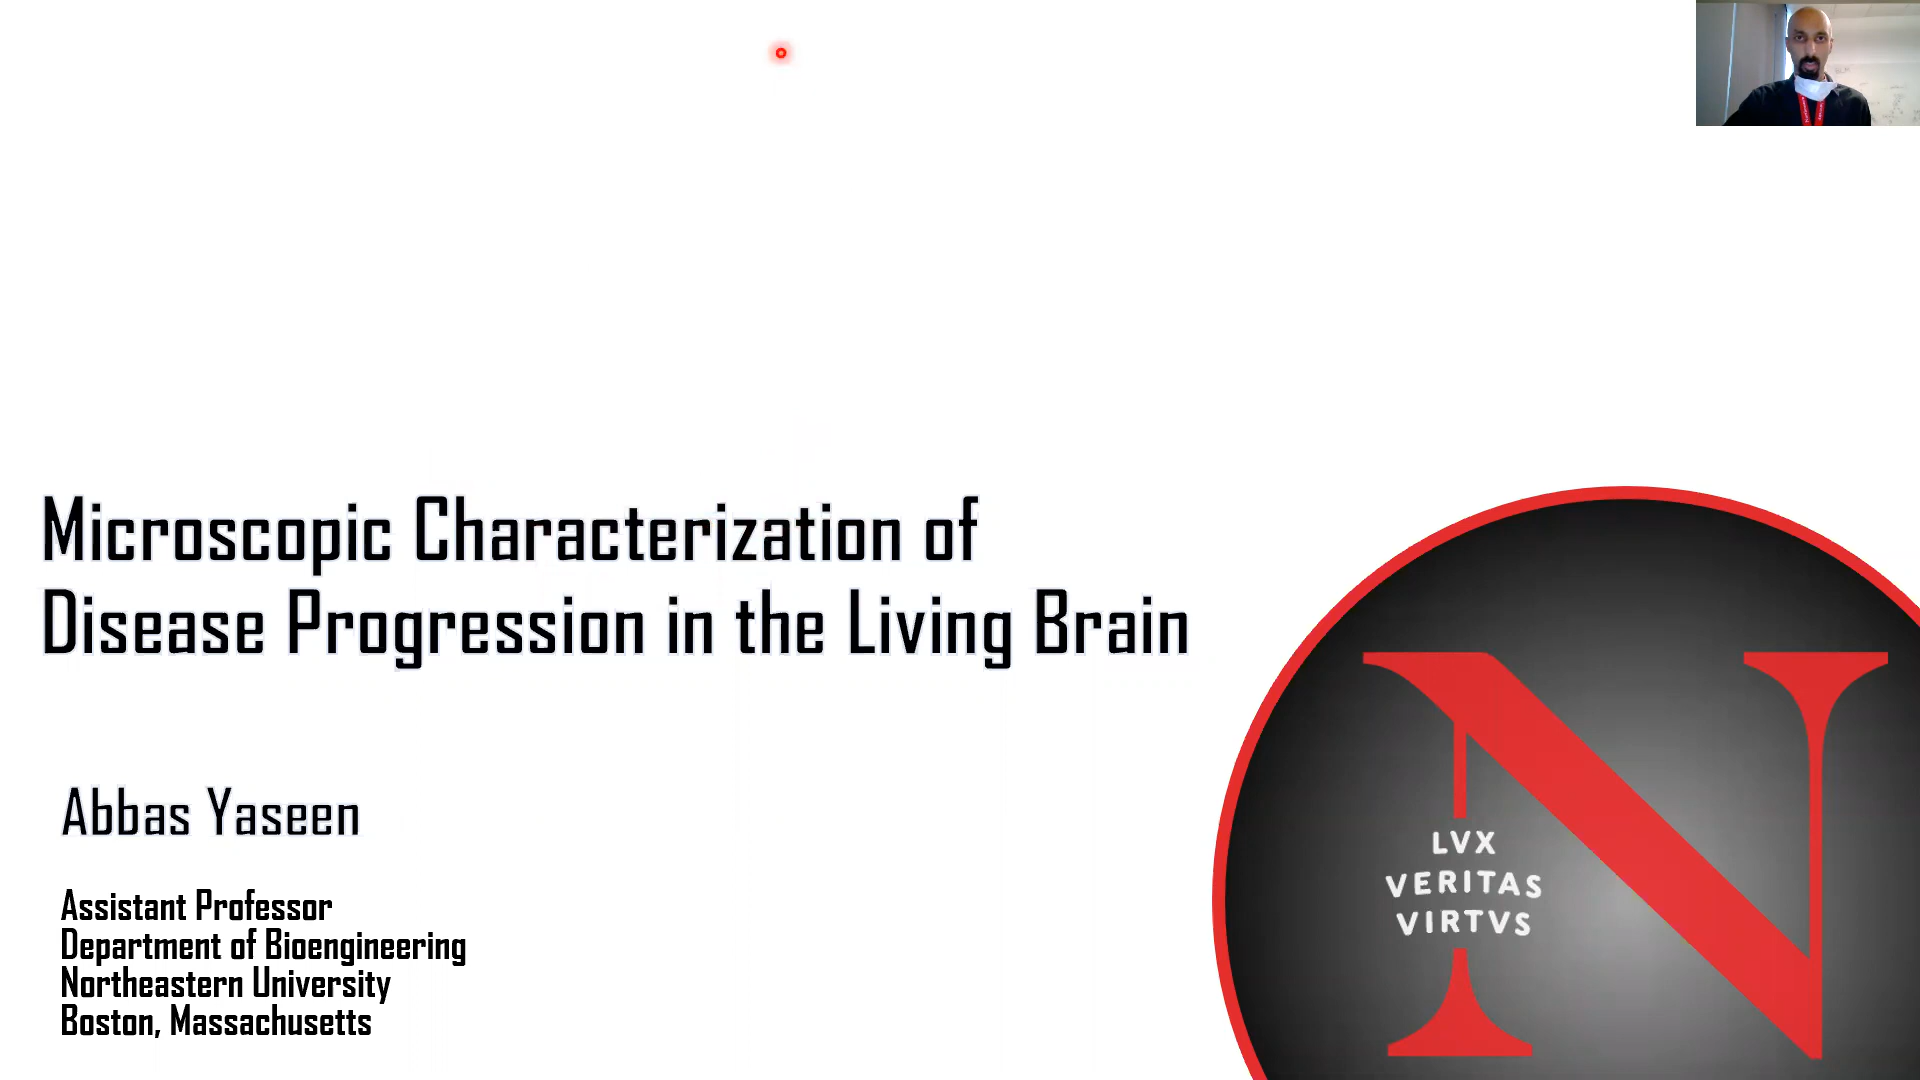 Microscopic Characterization of
Disease Progression in the Living Brain
Abbas Yaseen
Assistant Professor
Department of Bioengineering
Northeastern University
Boston, Massachusetts
N
LVX
VERITAS
VIRTVS